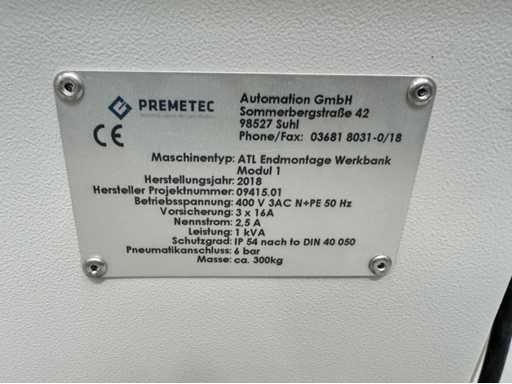 PREMETEC
Automation GmbH
Sommerbergstraße 42
98527 Suhl
Phone/Fax: 03681 8031-0/18
CE
Maschinentyp: ATL Endmontage Werkbank
Modul 1
Herstellungsjahr: 2018
Hersteller Projektnummer: 09415.01
Betriebsspannung: 400 V 3AC N+PE 50 Hz
Vorsicherung: 3 x 16A
Nennstrom: 2,5 A
Leistung: 1 kVA
Schutzgrad: IP 54 nach to DIN 40 050
Pneumatikanschluss: 6 bar
Masse: ca. 300kg